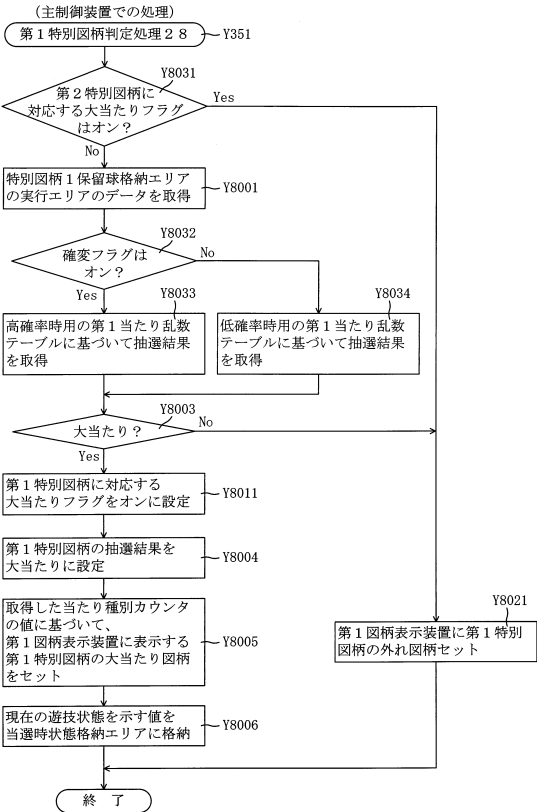 (主制御装置での処理)
第1特別図柄判定処理28
Y351
Y8031
第2特別図柄に
対応する大当たりフラグ
はオン?
Yes
No
特別図柄1保留球格納エリア
の実行エリアのデータを取得
Y8001
Y8032
確変フラグは
オン?
No
Yes
Y8033
Y8034
高確率時用の第1当たり乱数
テーブルに基づいて抽選結果
を取得
低確率時用の第1当たり乱数
テーブルに基づいて抽選結果
を取得
Y8003
大当たり?
No
Yes
第1特別図柄に対応する
大当たりフラグをオンに設定
Y8011
第1特別図柄の抽選結果を
大当たりに設定
Y8004
取得した当たり種別カウンタ
の値に基づいて、
第1図柄表示装置に表示する
第1特別図柄の大当たり図柄
をセット
Y8005
Y8021
第1図柄表示装置に第1特別
図柄の外れ図柄セット
現在の遊技状態を示す値を
当選時状態格納エリアに格納
Y8006
終了